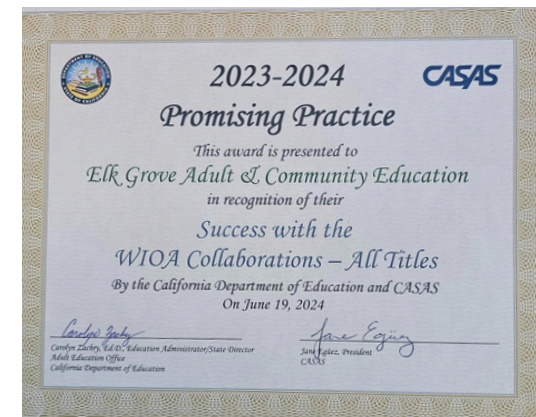 2023-2024
CASAS
Promising Practice
This award is presented to
Elk Grove Adult & Community Education
in recognition of their
Success with the
WIOA Collaborations – All Titles
By the California Department of Education and CASAS
On June 19, 2024
Carolyn Zachry, Ed.D., Education Administrator/State Director
Adult Education Office
California Department of Education
Jane Egüez, President
CASAS